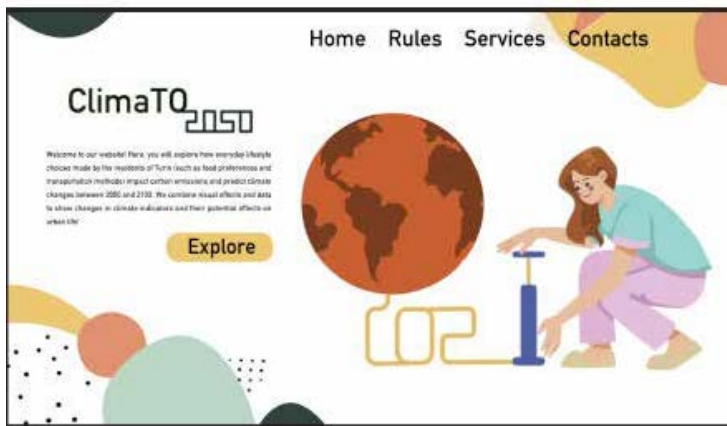 Home Rules Services Contacts
ClimaTO
2050
Welcome to our website! Here, you will explore how everyday lifestyle
choices made by the residents of Turin (such as food preferences and
transportation methods) impact carbon emissions and predict climate
changes between 2050 and 2100. We combine visual effects and data
to show changes in climate indicators and their potential effects on
urban life!
Explore
CO2